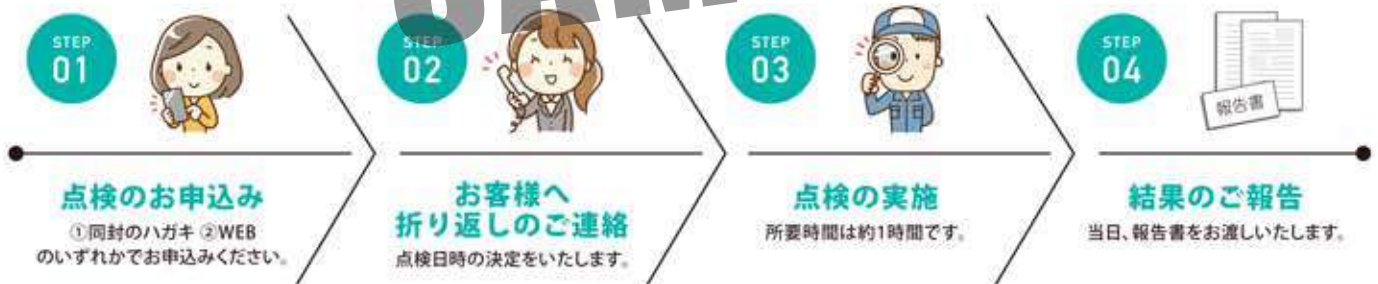 STEP
01
点検のお申込み
①同封のハガキ ②WEB
のいずれかでお申込みください。
STEP
02
お客様へ
折り返しのご連絡
点検日時の決定をいたします。
STEP
03
点検の実施
所要時間は約1時間です。
STEP
04
報告書
結果のご報告
当日、報告書をお渡しいたします。